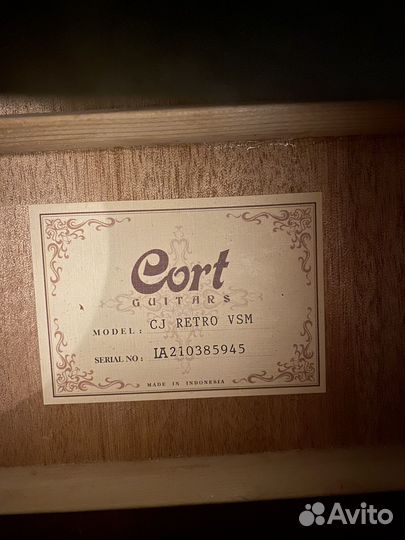 Cort
GUITARS
MODEL: CJ RETRO VSM
SERIAL NO: IA210385945
MADE IN INDONESIA
Avito